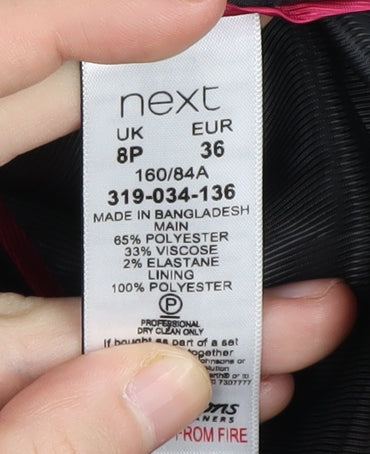 next
UK EUR
8P 36
160/84A
319-034-136
MADE IN BANGLADESH
MAIN
65% POLYESTER
33% VISCOSE
2% ELASTANE
LINING
100% POLYESTER
P
PROFESSIONAL
DRY CLEAN ONLY
If bought as part of a set
together
FROM FIRE